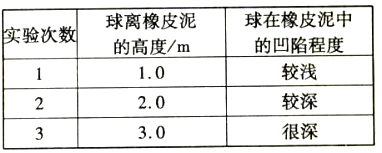 实验次数 球离橡皮泥的高度/m 球在橡皮泥中的凹陷程度
1 1.0 较浅
2 2.0 较深
3 3.0 很深